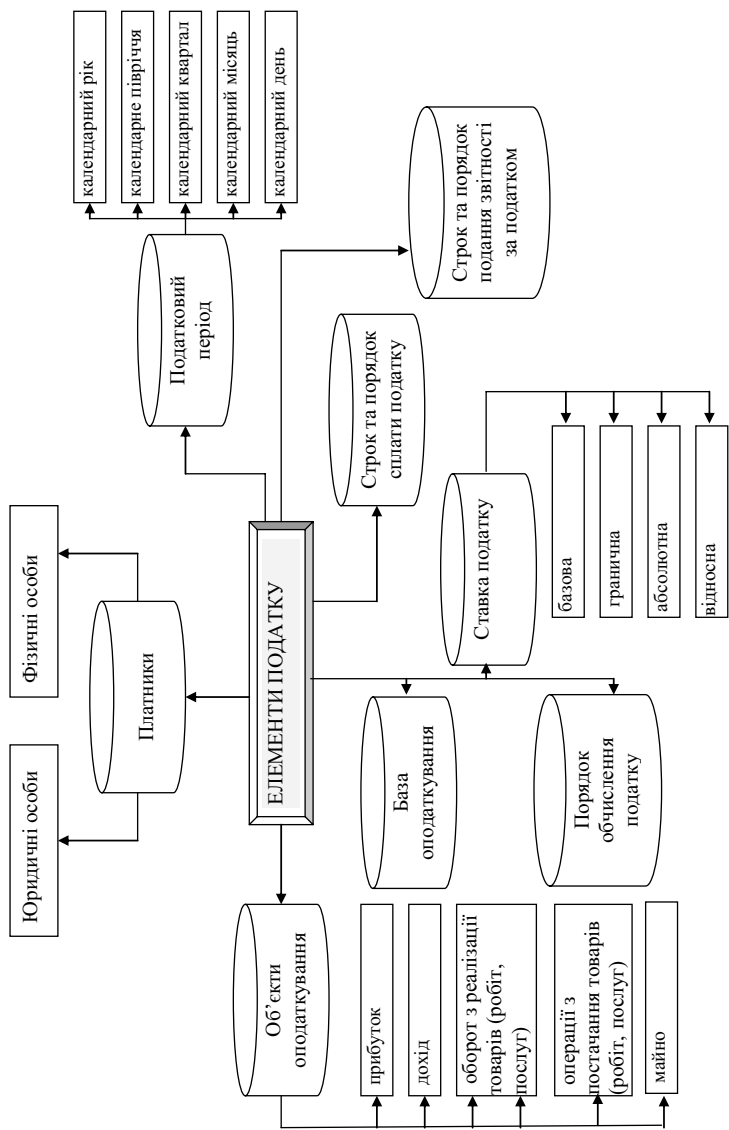 Юридичні особи
Фізичні особи
Платники
ЕЛЕМЕНТИ ПОДАТКУ
Об’єкти
оподаткування
прибуток
дохід
оборот з реалізації
товарів (робіт,
послуг)
операції з
постачання товарів
(робіт, послуг)
майно
База
оподаткування
Порядок
обчислення
податку
Ставка податку
базова
гранична
абсолютна
відносна
Строк та порядок
сплати податку
Податковий
період
календарний рік
календарне півріччя
календарний квартал
календарний місяць
календарний день
Строк та порядок
подання звітності
за податком